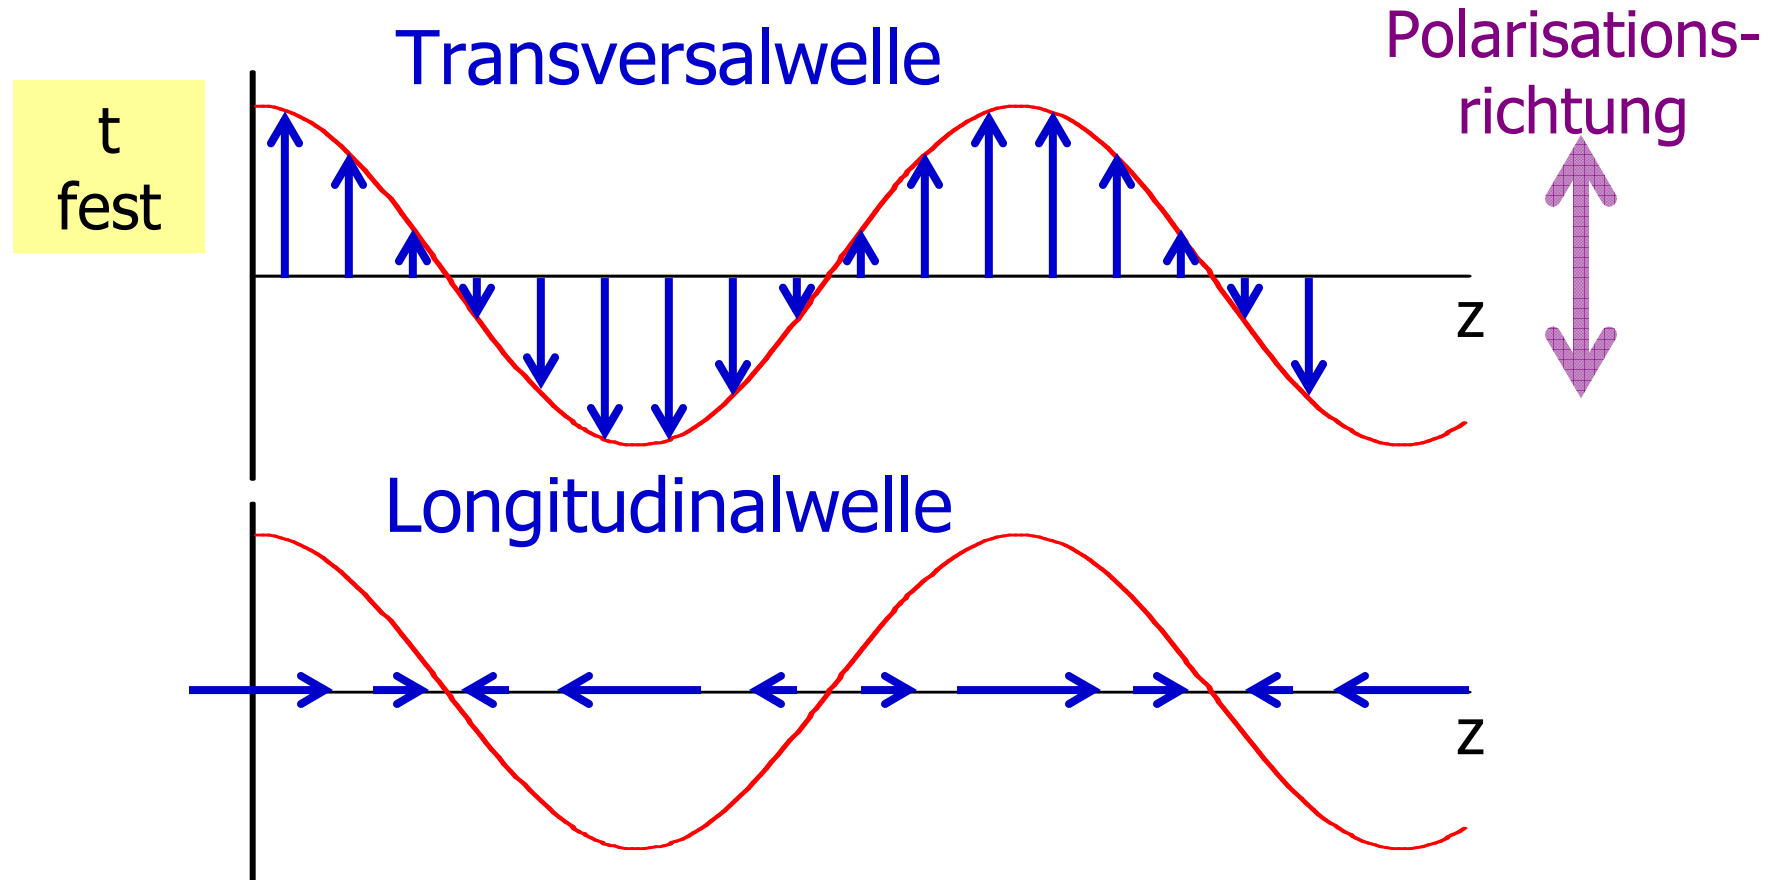 Transversalwelle
Polarisations-
richtung
t
fest
z
Longitudinalwelle
z